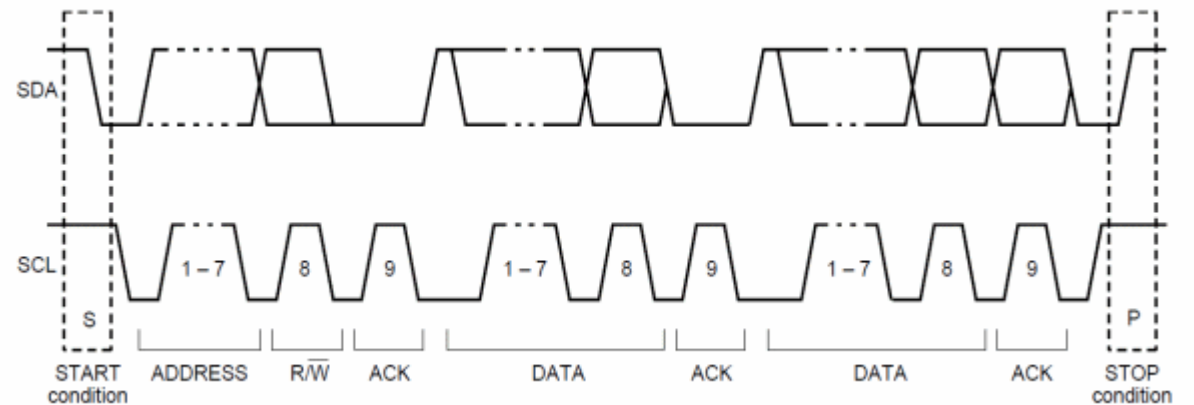 SDA
SCL
1 – 7
8
9
1 – 7
8
9
1 – 7
8
9
S
P
START
condition
ADDRESS
R/W̅
ACK
DATA
ACK
DATA
ACK
STOP
condition